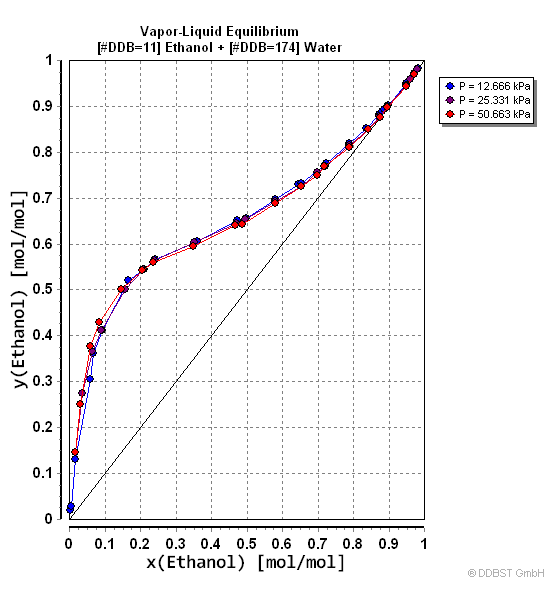 Vapor-Liquid Equilibrium
[#DDB=11] Ethanol + [#DDB=174] Water
P = 12.666 kPa
P = 25.331 kPa
P = 50.663 kPa
y(Ethanol) [mol/mol]
1
0.9
0.8
0.7
0.6
0.5
0.4
0.3
0.2
0.1
0
0 0.1 0.2 0.3 0.4 0.5 0.6 0.7 0.8 0.9 1
x(Ethanol) [mol/mol]
® DDBST GmbH